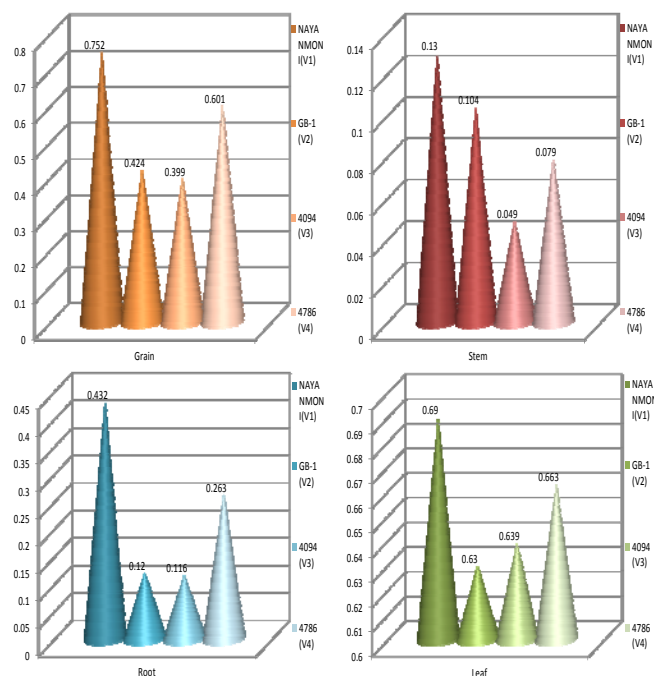 0.8
0.7
0.6
0.5
0.4
0.3
0.2
0.1
0
0.752
0.424
0.399
0.601
Grain
NAYA
NMON
I(V1)
GB-1
(V2)
4094
(V3)
4786
(V4)
0.14
0.12
0.1
0.08
0.06
0.04
0.02
0
0.13
0.104
0.049
0.079
Stem
NAYA
NMON
I(V1)
GB-1
(V2)
4094
(V3)
4786
(V4)
0.45
0.4
0.35
0.3
0.25
0.2
0.15
0.1
0.05
0
0.432
0.12
0.116
0.263
Root
NAYA
NMON
I(V1)
GB-1
(V2)
4094
(V3)
4786
(V4)
0.7
0.69
0.68
0.67
0.66
0.65
0.64
0.63
0.62
0.61
0.6
0.69
0.63
0.639
0.663
Leaf
NAYA
NMON
I(V1)
GB-1
(V2)
4094
(V3)
4786
(V4)